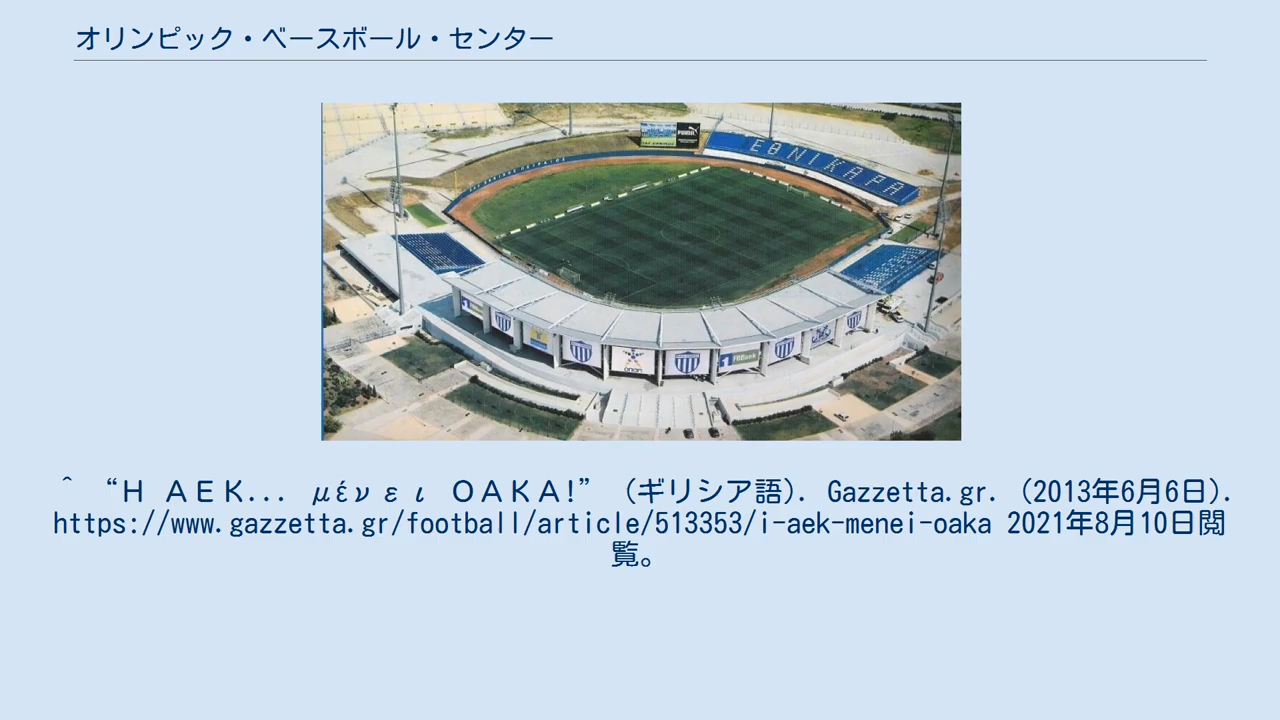 オリンピック・ベースボール・センター
PUMA
ΕΘΝΙΚΑΡΑ
^ “Η ΑΕΚ... μένει ΟΑΚΑ!” (ギリシア語). Gazzetta.gr. (2013年6月6日).
https://www.gazzetta.gr/football/article/513353/i-aek-menei-oaka 2021年8月10日閲
覧。